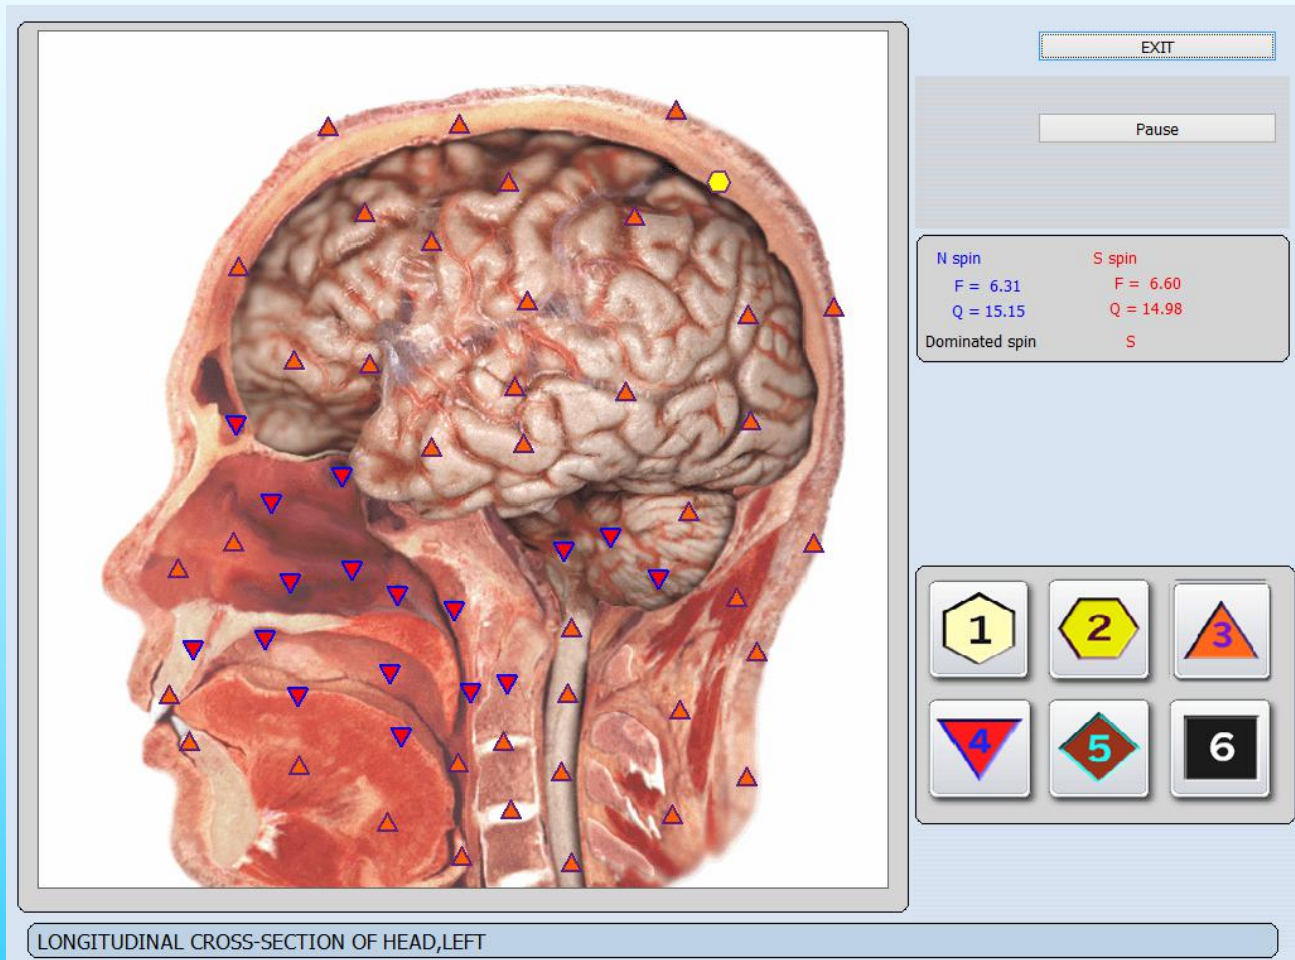 EXIT
Pause
N spin S spin
F = 6.31 F = 6.60
Q = 15.15 Q = 14.98
Dominated spin S
1 2 3
4 5 6
LONGITUDINAL CROSS-SECTION OF HEAD,LEFT